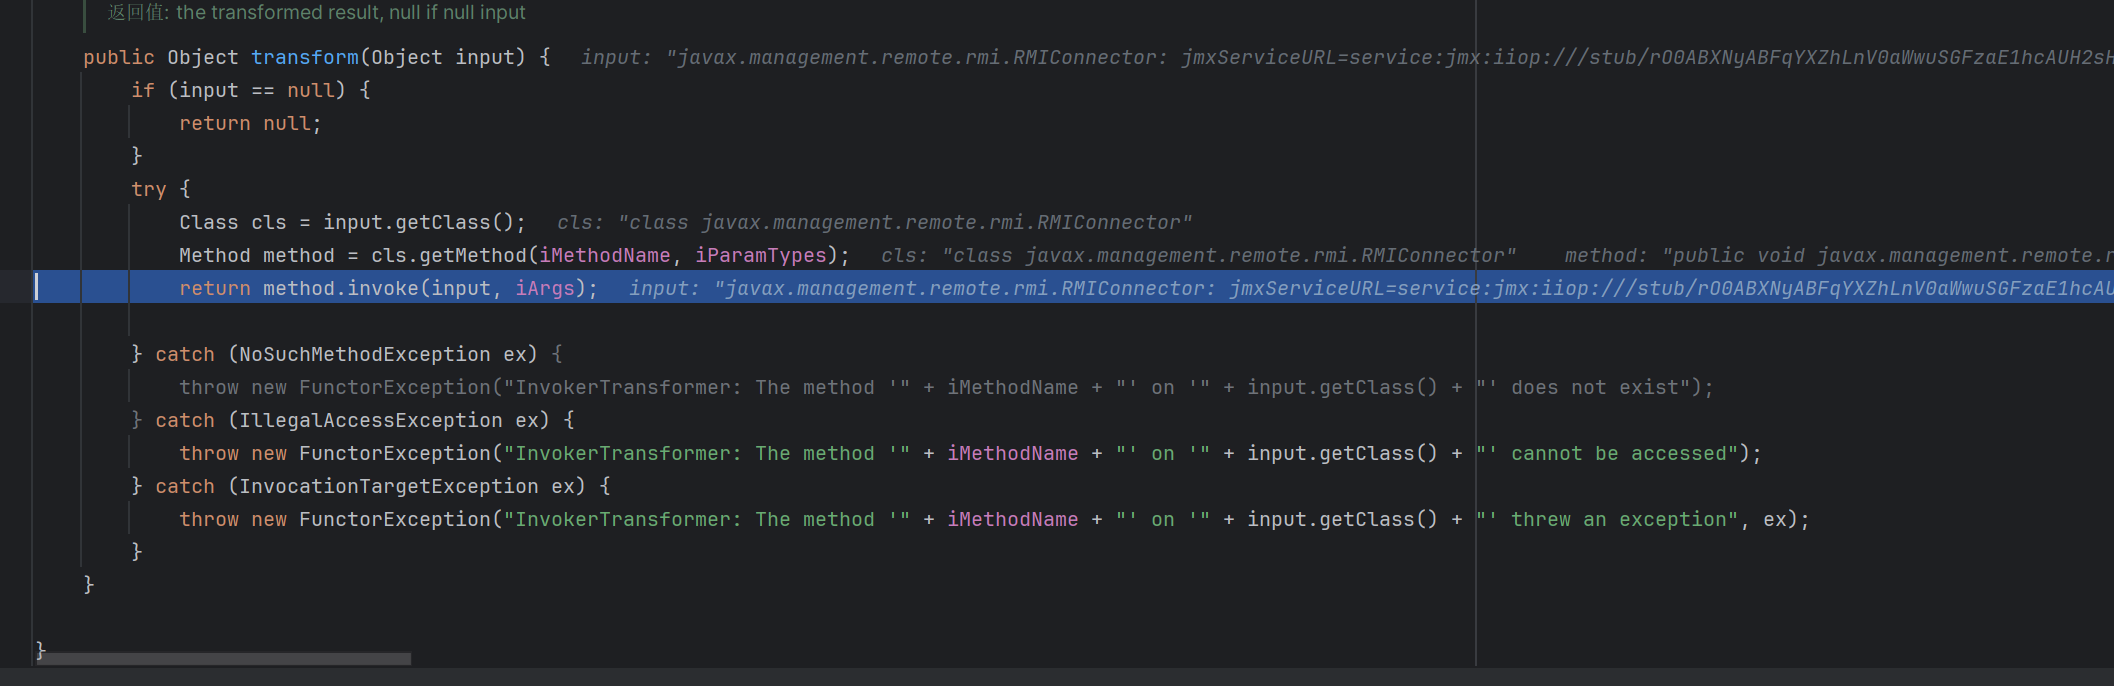 返回值: the transformed result, null if null input
public Object transform(Object input) {   input: "javax.management.remote.rmi.RMIConnector: jmxServiceURL=service:jmx:iiop:///stub/rO0ABXNyABFqYXZhLnV0aWwuSGFzaE1hcAUH2sH
if (input == null) {
return null;
}
try {
Class cls = input.getClass();   cls: "class javax.management.remote.rmi.RMIConnector"
Method method = cls.getMethod(iMethodName, iParamTypes);   cls: "class javax.management.remote.rmi.RMIConnector"   method: "public void javax.management.remote.r
return method.invoke(input, iArgs);   input: "javax.management.remote.rmi.RMIConnector: jmxServiceURL=service:jmx:iiop:///stub/rO0ABXNyABFqYXZhLnV0aWwuSGFzaE1hcAU
} catch (NoSuchMethodException ex) {
throw new FunctorException("InvokerTransformer: The method '" + iMethodName + "' on '" + input.getClass() + "' does not exist");
} catch (IllegalAccessException ex) {
throw new FunctorException("InvokerTransformer: The method '" + iMethodName + "' on '" + input.getClass() + "' cannot be accessed");
} catch (InvocationTargetException ex) {
throw new FunctorException("InvokerTransformer: The method '" + iMethodName + "' on '" + input.getClass() + "' threw an exception", ex);
}
}
}